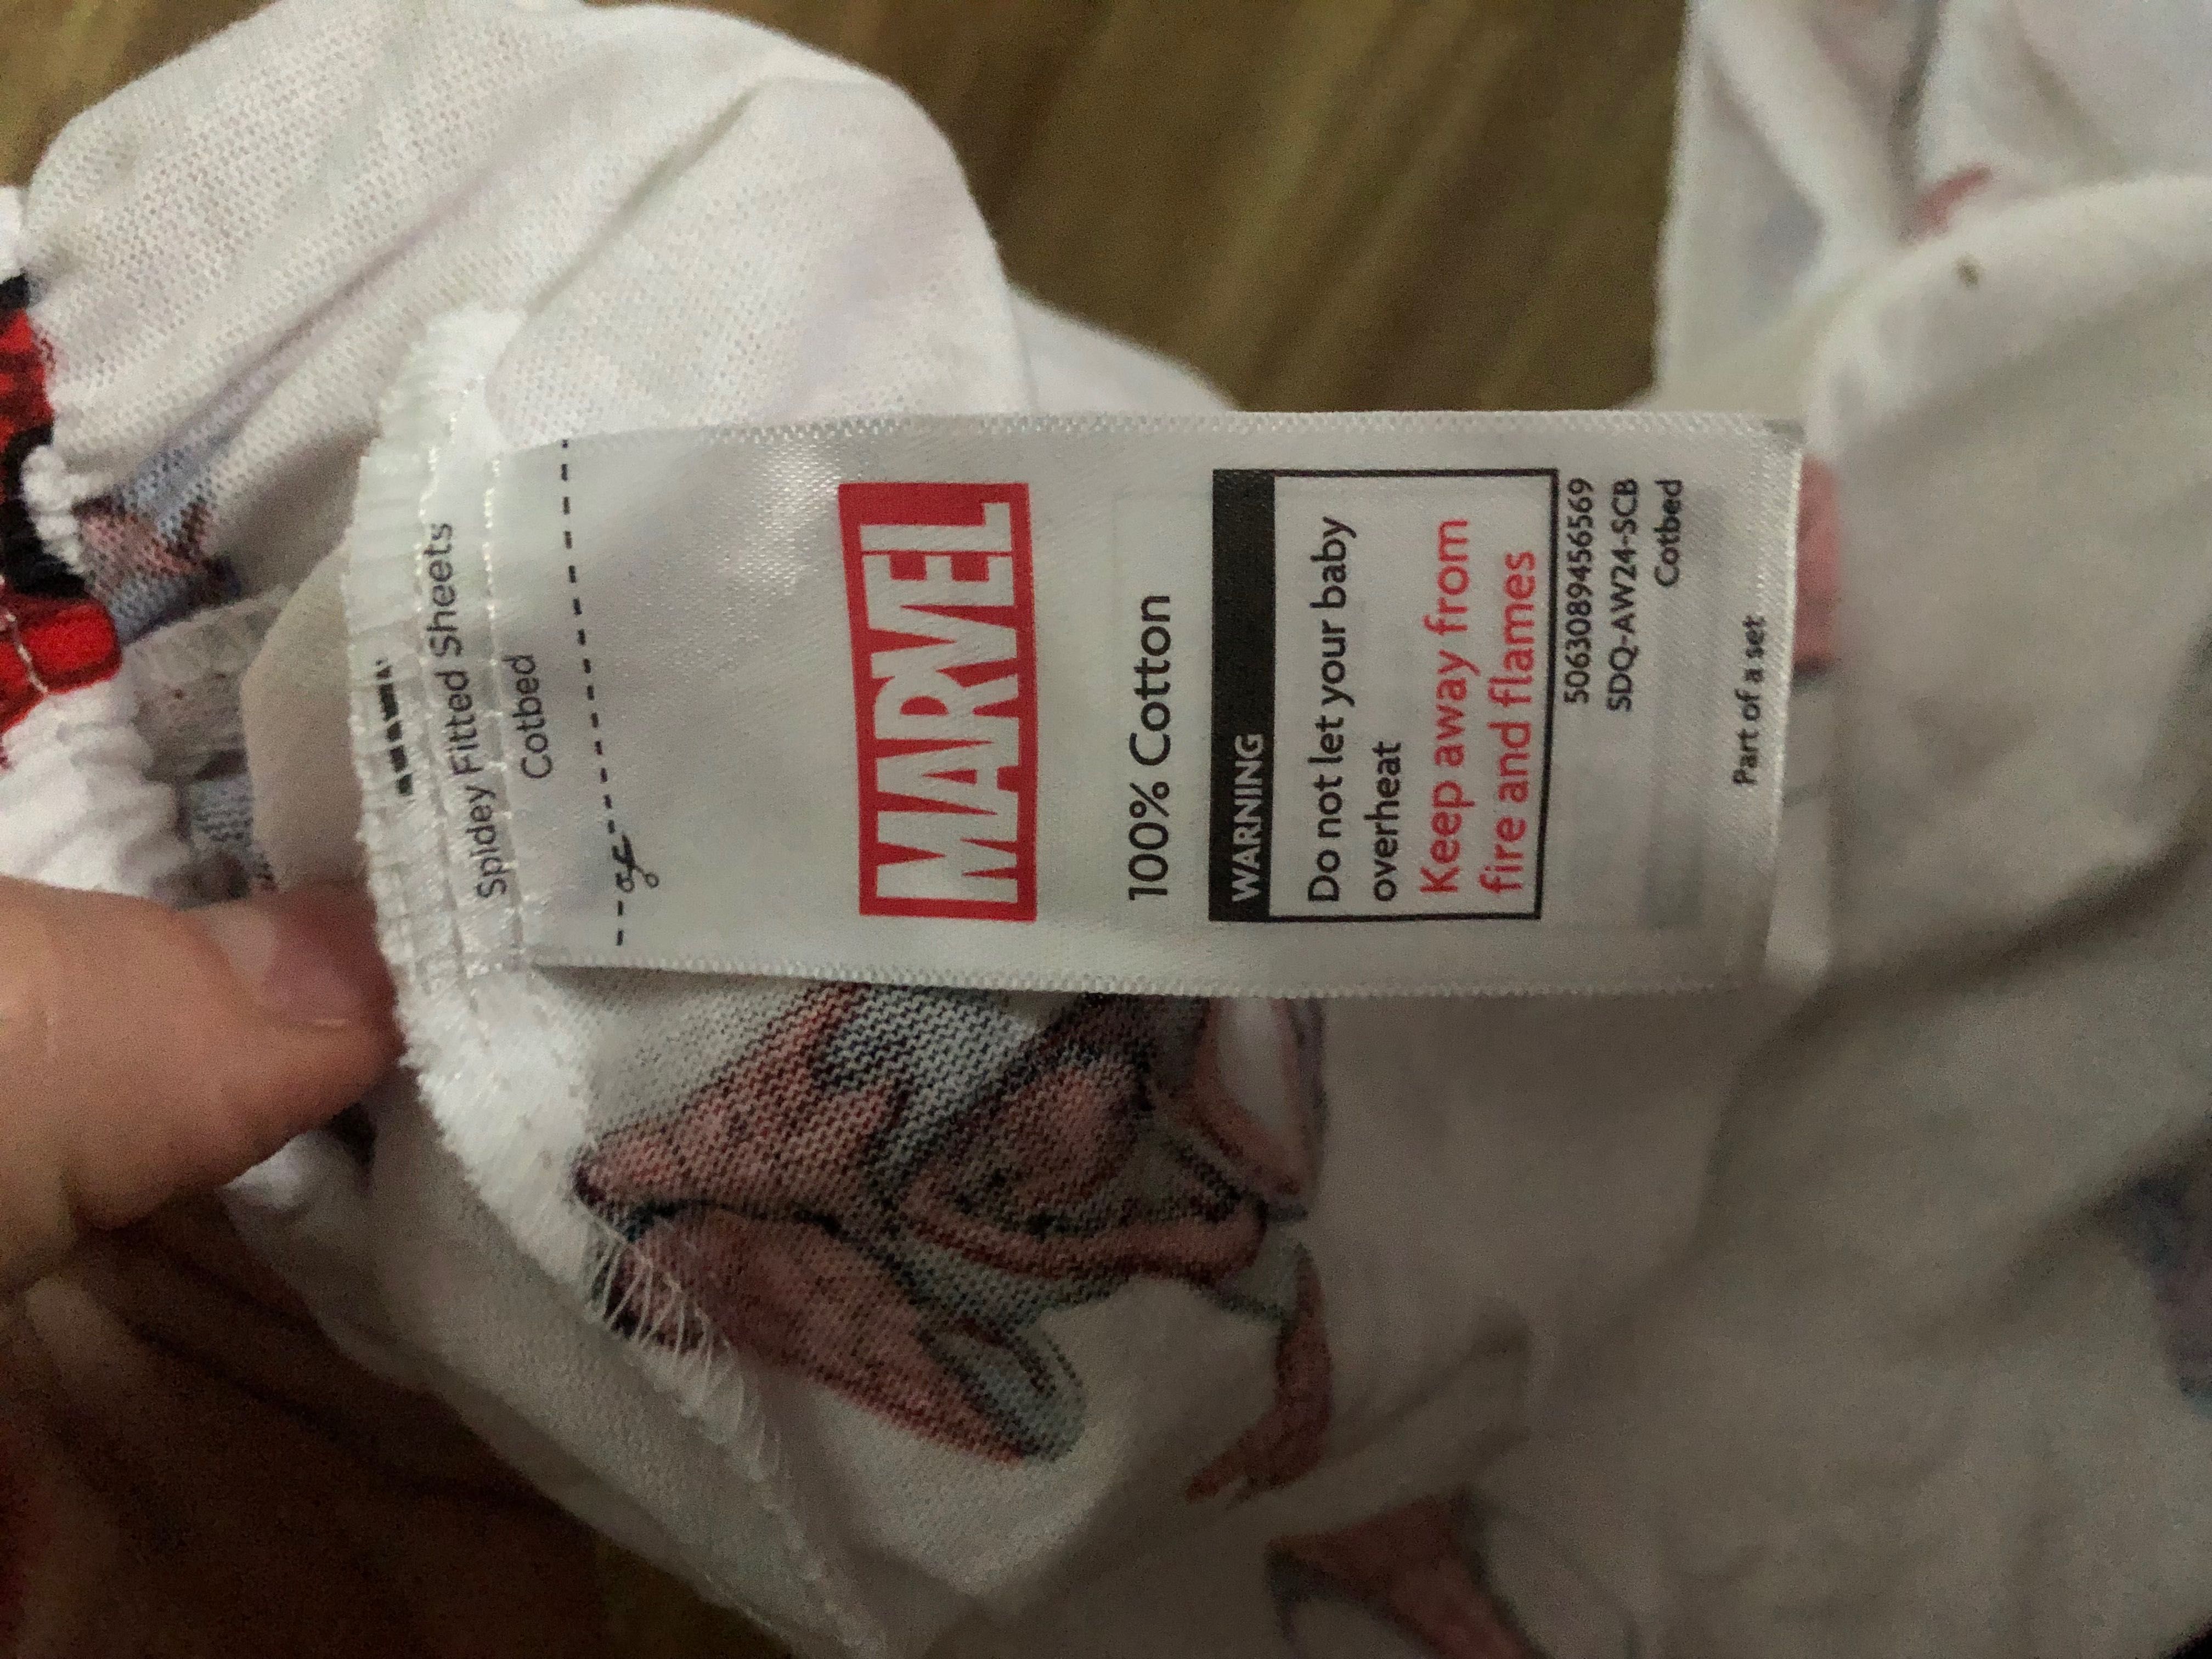 Spidey Fitted Sheets
Cotbed
MARVEL
100% Cotton
WARNING
Do not let your baby
overheat
Keep away from
fire and flames
5063089456569
SDQ-AW24-SCB
Cotbed
Part of a set